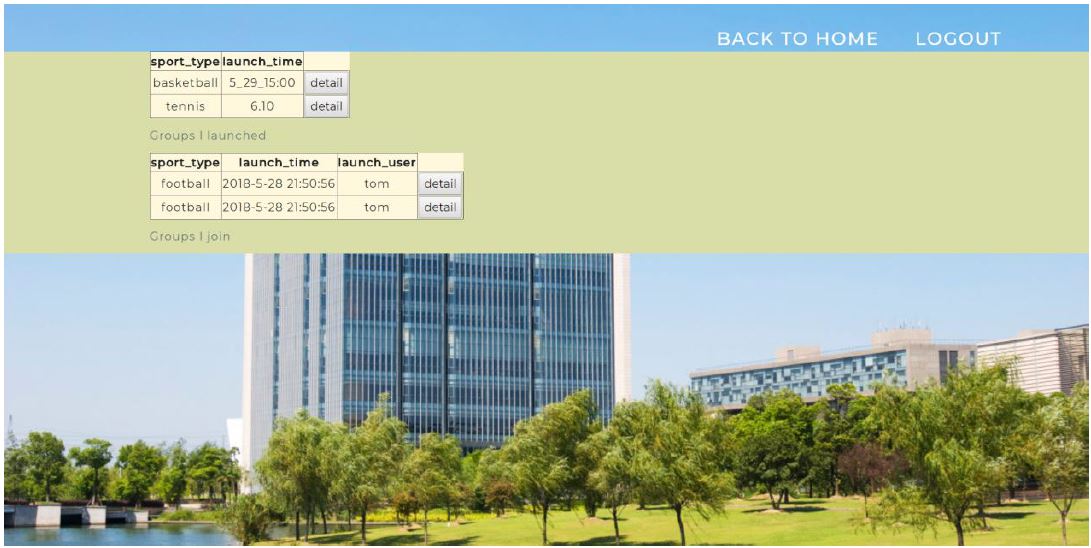 BACK TO HOME LOGOUT
sport_type launch_time
basketball 5_29_15:00 detail
tennis 6.10 detail
Groups I launched
sport_type launch_time launch_user
football 2018-5-28 21:50:56 tom detail
football 2018-5-28 21:50:56 tom detail
Groups I join